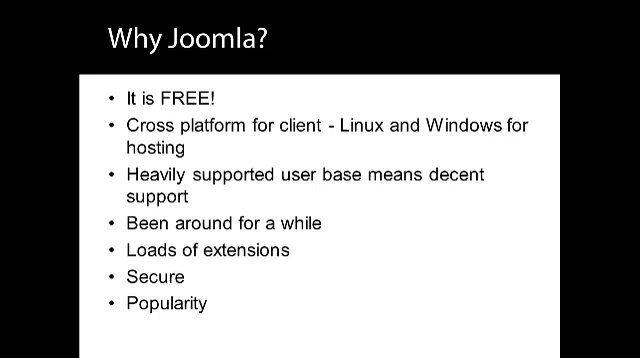 Why Joomla?
• It is FREE!
• Cross platform for client - Linux and Windows for
hosting
• Heavily supported user base means decent
support
• Been around for a while
• Loads of extensions
• Secure
• Popularity